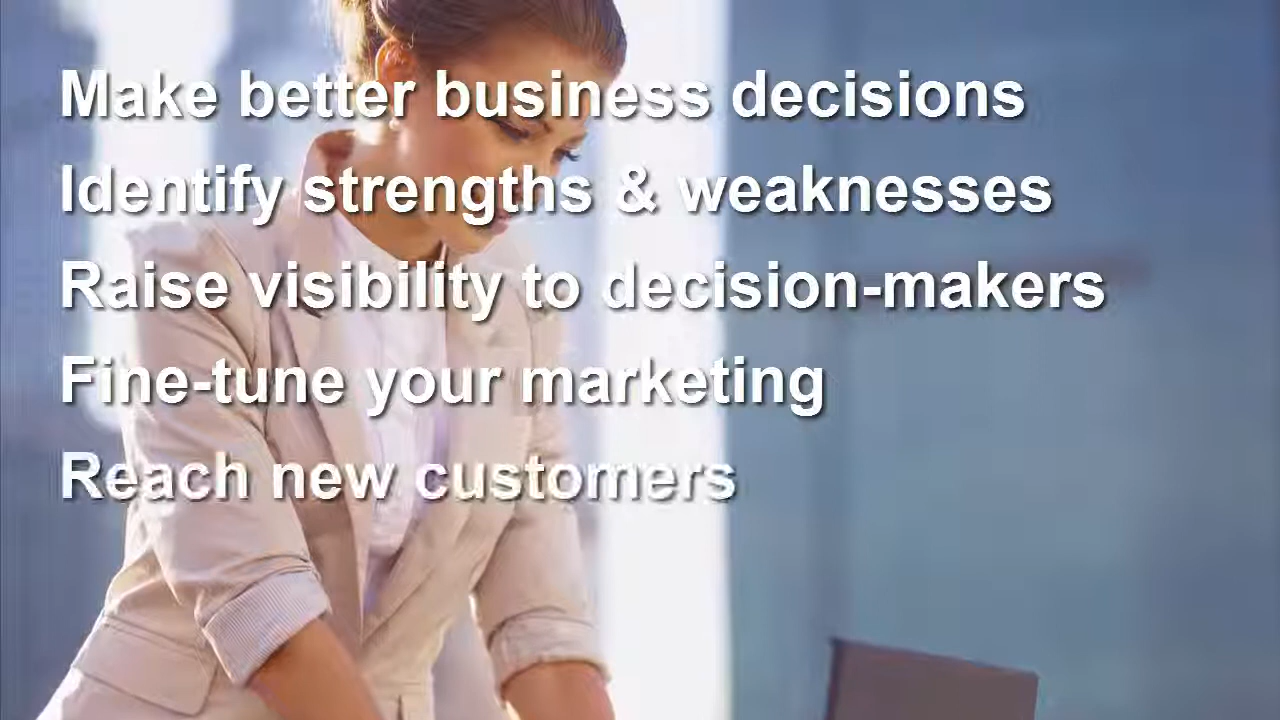 Make better business decisions
Identify strengths & weaknesses
Raise visibility to decision-makers
Fine-tune your marketing
Reach new customers